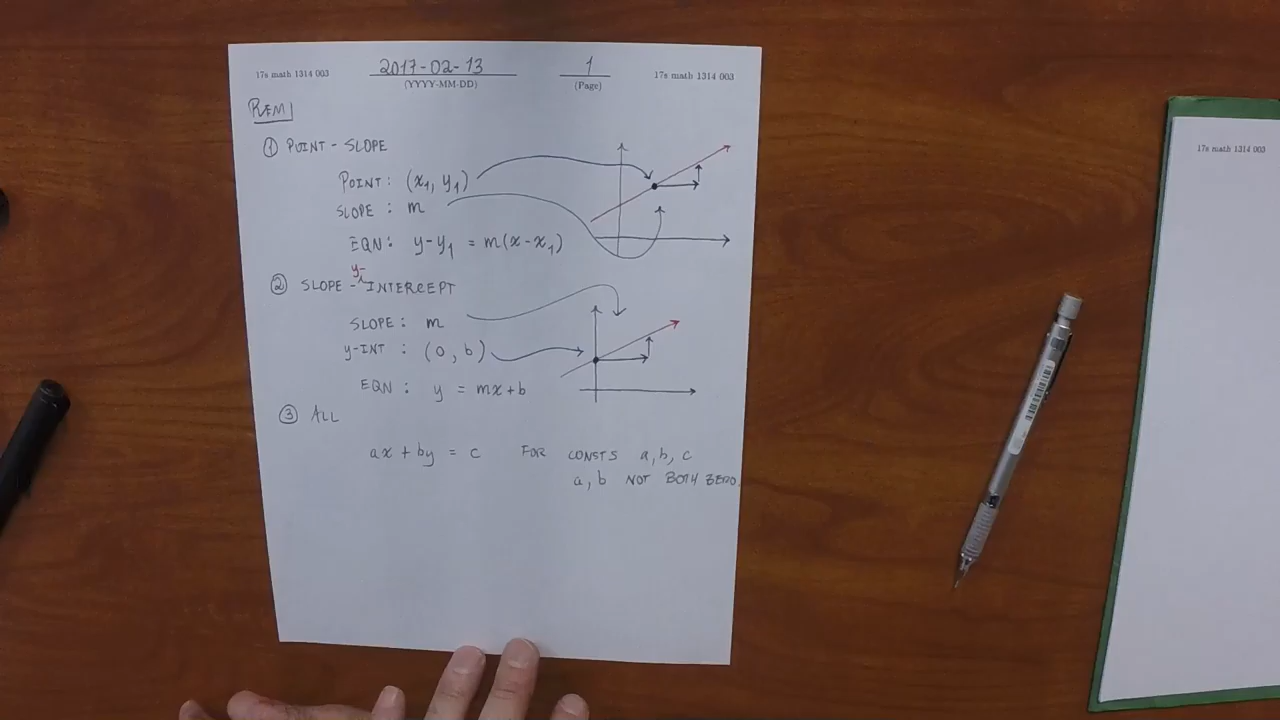 17s math 1314 003 2017-02-13 1 17s math 1314 003
(YYYY-MM-DD) (Page)
REM
① POINT - SLOPE
POINT: (x₁, y₁)
SLOPE : m
EQN: y-y₁ = m(x-x₁)
② SLOPE - y-INTERCEPT
SLOPE: m
y-INT : (0, b)
EQN : y = mx+b
③ ALL
ax + by = c FOR CONSTS a, b, c
a, b NOT BOTH ZERO.
17s math 1314 003